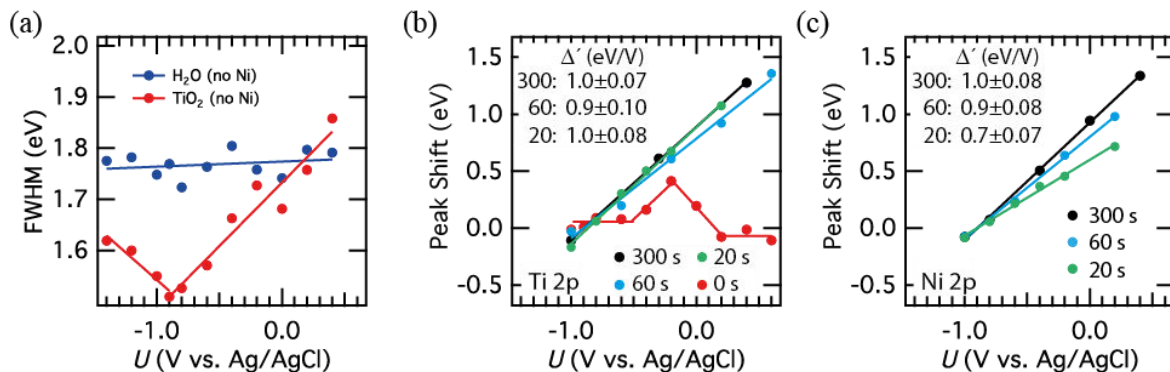 (a)
2.0
1.9
1.8
1.7
1.6
FWHM (eV)
H₂O (no Ni)
TiO₂ (no Ni)
-1.0
0.0
U (V vs. Ag/AgCl)
(b)
1.5
1.0
0.5
0.0
-0.5
Peak Shift (eV)
Δ´ (eV/V)
300: 1.0±0.07
60: 0.9±0.10
20: 1.0±0.08
300 s
20 s
60 s
0 s
Ti 2p
-1.0
0.0
U (V vs. Ag/AgCl)
(c)
1.5
1.0
0.5
0.0
-0.5
Peak Shift (eV)
Δ´ (eV/V)
300: 1.0±0.08
60: 0.9±0.08
20: 0.7±0.07
300 s
60 s
20 s
Ni 2p
-1.0
0.0
U (V vs. Ag/AgCl)